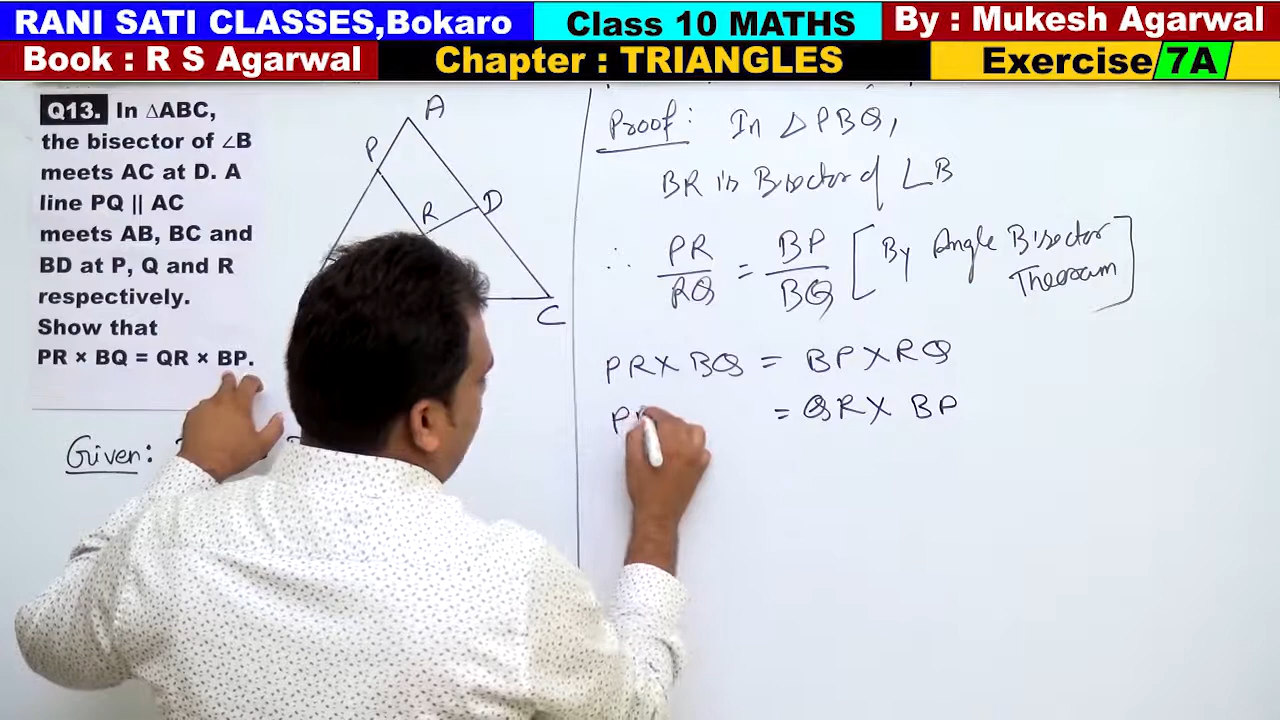 RANI SATI CLASSES,Bokaro
Class 10 MATHS
By : Mukesh Agarwal
Book : R S Agarwal
Chapter : TRIANGLES
Exercise 7A
Q13. In △ABC,
the bisector of ∠B
meets AC at D. A
line PQ || AC
meets AB, BC and
BD at P, Q and R
respectively.
Show that
PR × BQ = QR × BP.
A
P
R
D
C
Given:
Proof: In △PBQ,
BR is Bisector of ∠B
∴ PR/RQ = BP/BQ [By Angle Bisector
Theoram]
PR X BQ = BP X RQ
PR = QR X BP